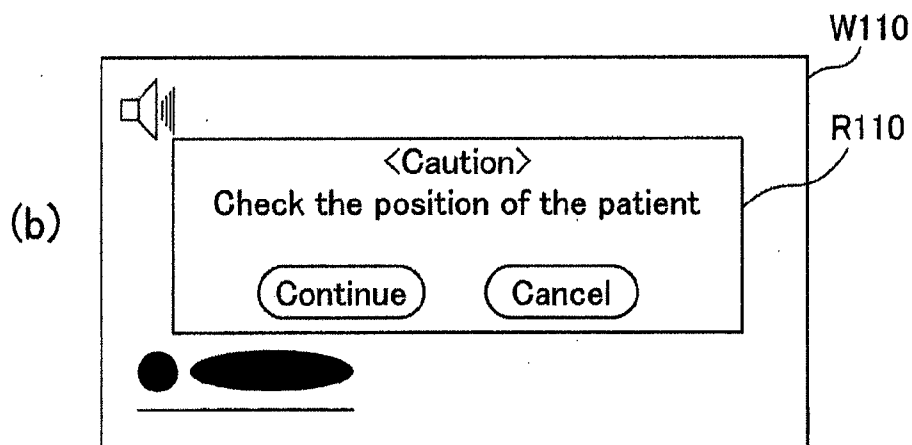 W110
R110
<Caution>
Check the position of the patient
(b)
Continue Cancel